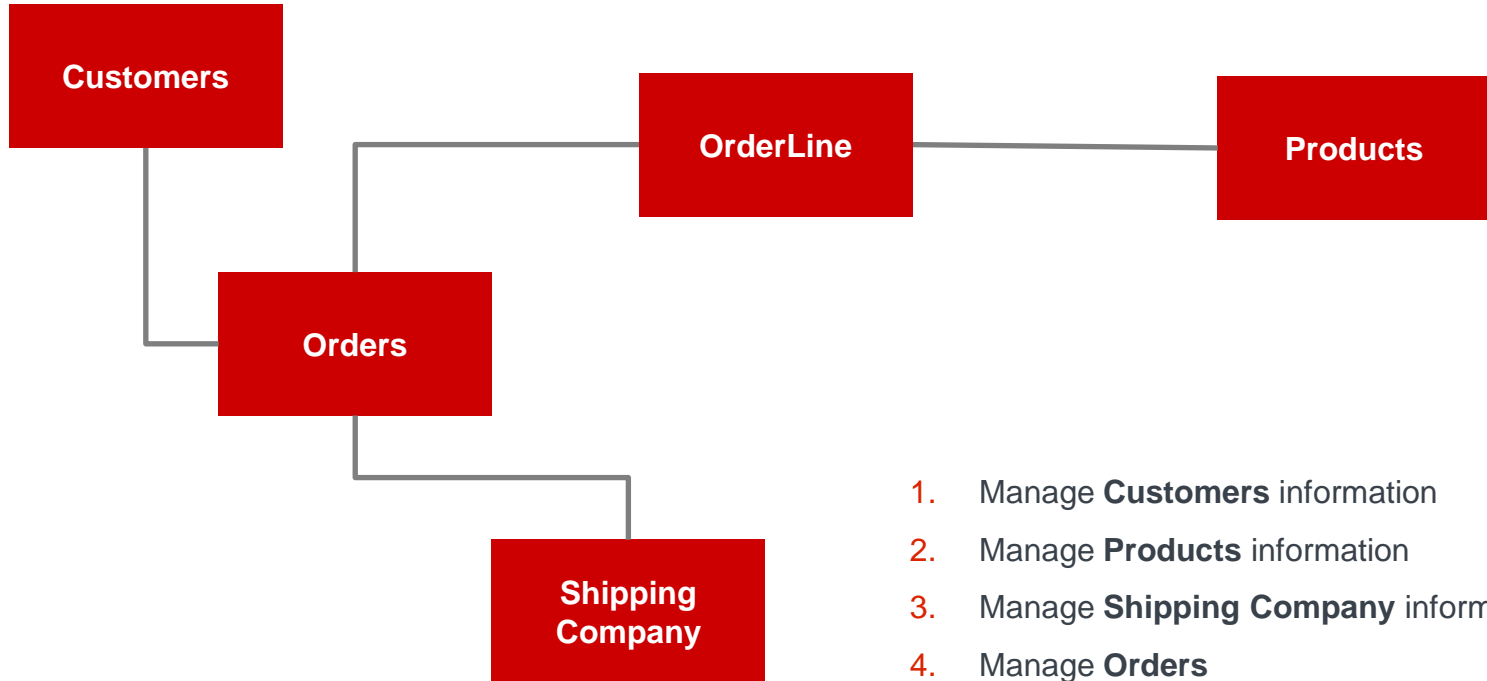 Customers
OrderLine
Products
Orders
Shipping
Company
1. Manage Customers information
2. Manage Products information
3. Manage Shipping Company
4. Manage Orders